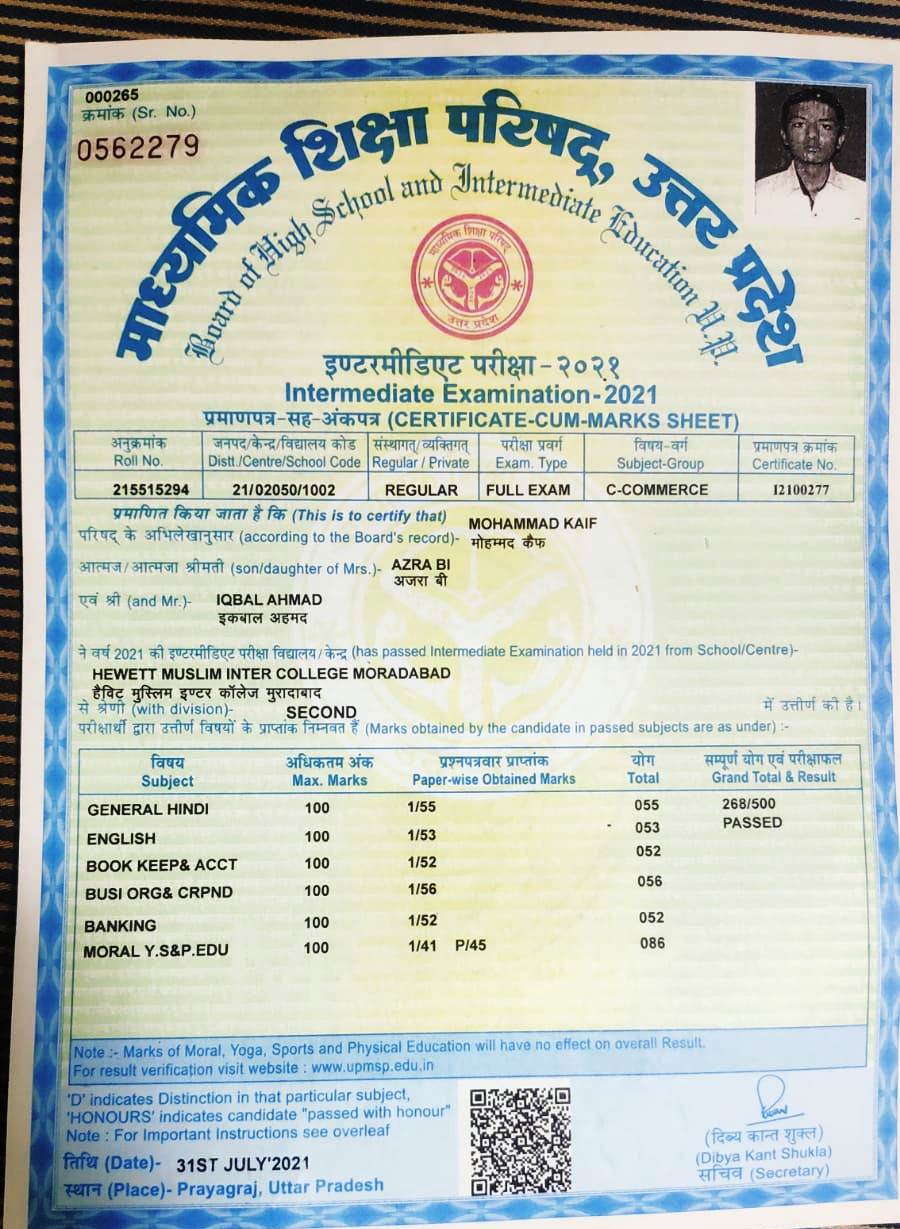 000265
क्रमांक (Sr. No.)
0562279
माध्यमिक शिक्षा परिषद्, उत्तर प्रदेश
Board of High School and Intermediate Education U.P.
माध्यमिक शिक्षा परिषद्
उत्तर प्रदेश
इण्टरमीडिएट परीक्षा-२०२१
Intermediate Examination-2021
प्रमाणपत्र-सह-अंकपत्र (CERTIFICATE-CUM-MARKS SHEET)
अनुक्रमांक जनपद/केन्द्र/विद्यालय कोड संस्थागत/व्यक्तिगत् परीक्षा प्रवर्ग विषय-वर्ग प्रमाणपत्र क्रमांक
Roll No. Distt./Centre/School Code Regular / Private Exam. Type Subject-Group Certificate No.
215515294 21/02050/1002 REGULAR FULL EXAM C-COMMERCE 12100277
प्रमाणित किया जाता है कि (This is to certify that) MOHAMMAD KAIF
परिषद् के अभिलेखानुसार (according to the Board's record)- मोहम्मद कैफ
आत्मज/आत्मजा श्रीमती (son/daughter of Mrs.)- AZRA BI
अजरा बी
एवं श्री (and Mr.)- IQBAL AHMAD
इकबाल अहमद
ने वर्ष 2021 की इण्टरमीडिएट परीक्षा विद्यालय/केन्द्र (has passed Intermediate Examination held in 2021 from School/Centre)-
HEWETT MUSLIM INTER COLLEGE MORADABAD
हैविट मुस्लिम इण्टर कॉलेज मुरादाबाद
से श्रेणी (with division)- SECOND में उत्तीर्ण की है।
परीक्षार्थी द्वारा उत्तीर्ण विषयों के प्राप्तांक निम्नवत हैं (Marks obtained by the candidate in passed subjects are as under) :-
विषय अधिकतम अंक प्रश्नपत्रवार प्राप्तांक योग सम्पूर्ण योग एवं परीक्षाफल
Subject Max. Marks Paper-wise Obtained Marks Total Grand Total & Result
GENERAL HINDI 100 1/55 055 268/500
ENGLISH 100 1/53 053 PASSED
BOOK KEEP& ACCT 100 1/52 052
BUSI ORG& CRPND 100 1/56 056
BANKING 100 1/52 052
MORAL Y.S&P.EDU 100 1/41 P/45 086
Note :- Marks of Moral, Yoga, Sports and Physical Education will have no effect on overall Result.
For result verification visit website : www.upmsp.edu.in
'D' indicates Distinction in that particular subject,
'HONOURS' indicates candidate "passed with honour"
Note : For Important Instructions see overleaf
तिथि (Date)- 31ST JULY'2021
स्थान (Place)- Prayagraj, Uttar Pradesh
(दिब्य कान्त शुक्ल)
(Dibya Kant Shukla)
सचिव (Secretary)